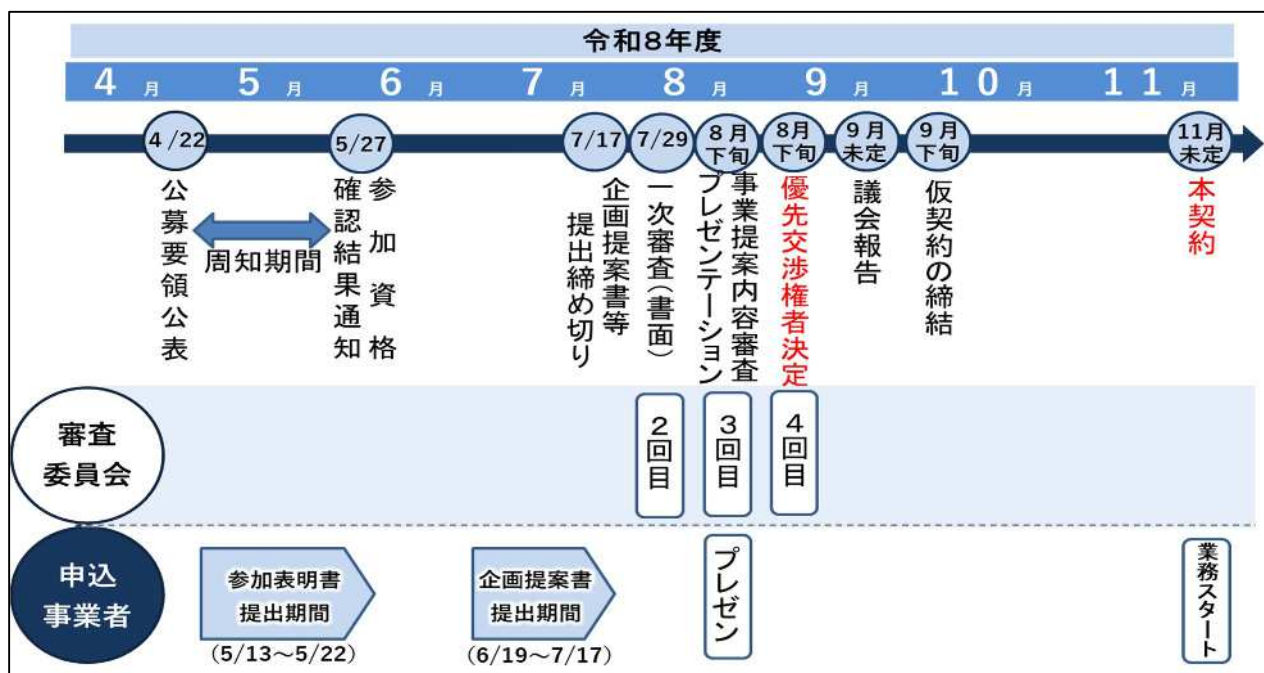 令和8年度
4月 5月 6月 7月 8月 9月 10月 11月
4/22
5/27
7/17
7/29
8月
下旬
8月
下旬
9月
未定
9月
下旬
11月
未定
公募要領公表
周知期間
参加資格
確認結果通知
企画提案書等
提出締め切り
一次審査(書面)
事業提案内容審査
プレゼンテーション
優先交渉権者決定
議会報告
仮契約の締結
本契約
審査
委員会
2回目
3回目
4回目
申込
事業者
参加表明書
提出期間
(5/13~5/22)
企画提案書
提出期間
(6/19~7/17)
プレゼン
業務スタート